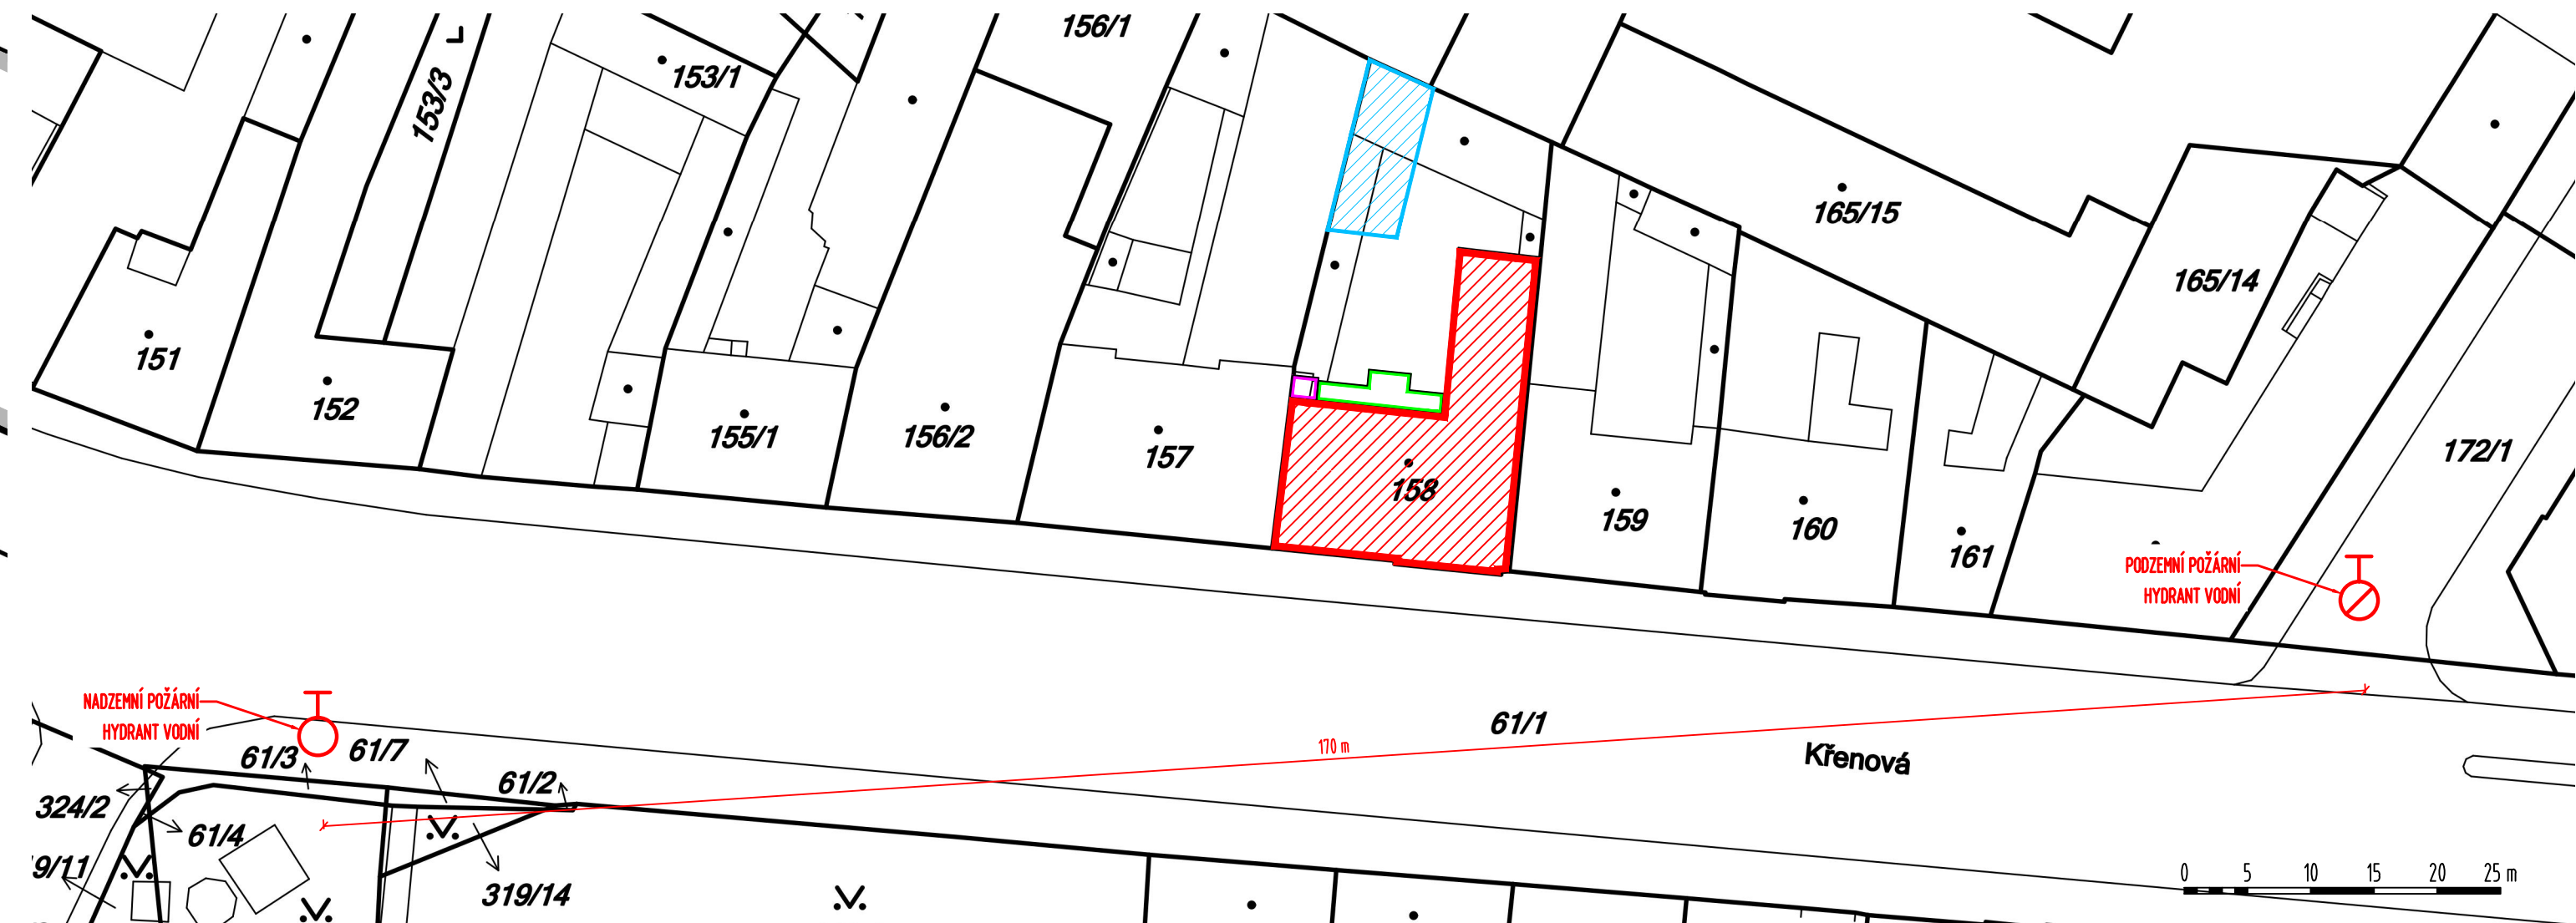 156/1
153/1
153/3
L
165/15
165/14
151
152
155/1
156/2
157
158
159
160
161
172/1
PODZEMNÍ POŽÁRNÍ
HYDRANT VODNÍ
NADZEMNÍ POŽÁRNÍ
HYDRANT VODNÍ
61/3
61/7
61/2
61/1
170 m
Křenová
324/2
61/4
9/11
319/14
0 5 10 15 20 25 m